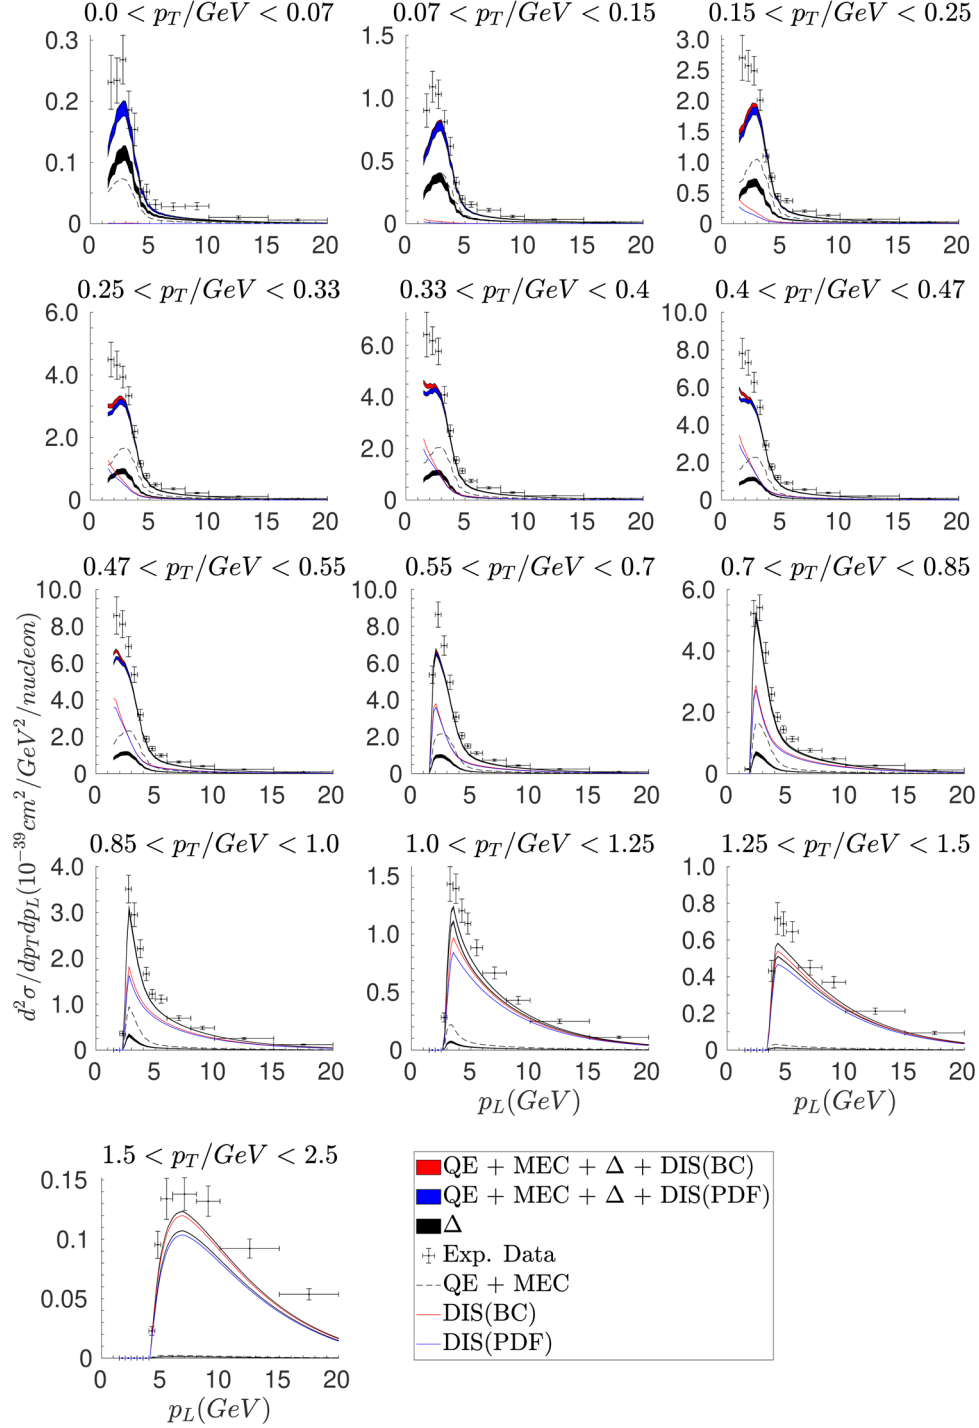 0.0 < p_T/GeV < 0.07
0.07 < p_T/GeV < 0.15
0.15 < p_T/GeV < 0.25
0.3
0.2
0.1
0
0 5 10 15 20
1.5
1.0
0.5
0
0 5 10 15 20
3.0
2.5
2.0
1.5
1.0
0.5
0
0 5 10 15 20
0.25 < p_T/GeV < 0.33
0.33 < p_T/GeV < 0.4
0.4 < p_T/GeV < 0.47
6.0
4.0
2.0
0
0 5 10 15 20
6.0
4.0
2.0
0
0 5 10 15 20
10.0
8.0
6.0
4.0
2.0
0
0 5 10 15 20
0.47 < p_T/GeV < 0.55
0.55 < p_T/GeV < 0.7
0.7 < p_T/GeV < 0.85
10.0
8.0
6.0
4.0
2.0
0
0 5 10 15 20
10.0
8.0
6.0
4.0
2.0
0
0 5 10 15 20
6.0
4.0
2.0
0
0 5 10 15 20
d²σ/dp_T dp_L(10⁻³⁹cm²/GeV²/nucleon)
0.85 < p_T/GeV < 1.0
1.0 < p_T/GeV < 1.25
1.25 < p_T/GeV < 1.5
4.0
3.0
2.0
1.0
0
0 5 10 15 20
1.5
1.0
0.5
0
0 5 10 15 20
p_L(GeV)
1.0
0.8
0.6
0.4
0.2
0
0 5 10 15 20
p_L(GeV)
1.5 < p_T/GeV < 2.5
0.15
0.1
0.05
0
0 5 10 15 20
p_L(GeV)
QE + MEC + Δ + DIS(BC)
QE + MEC + Δ + DIS(PDF)
Δ
Exp. Data
QE + MEC
DIS(BC)
DIS(PDF)